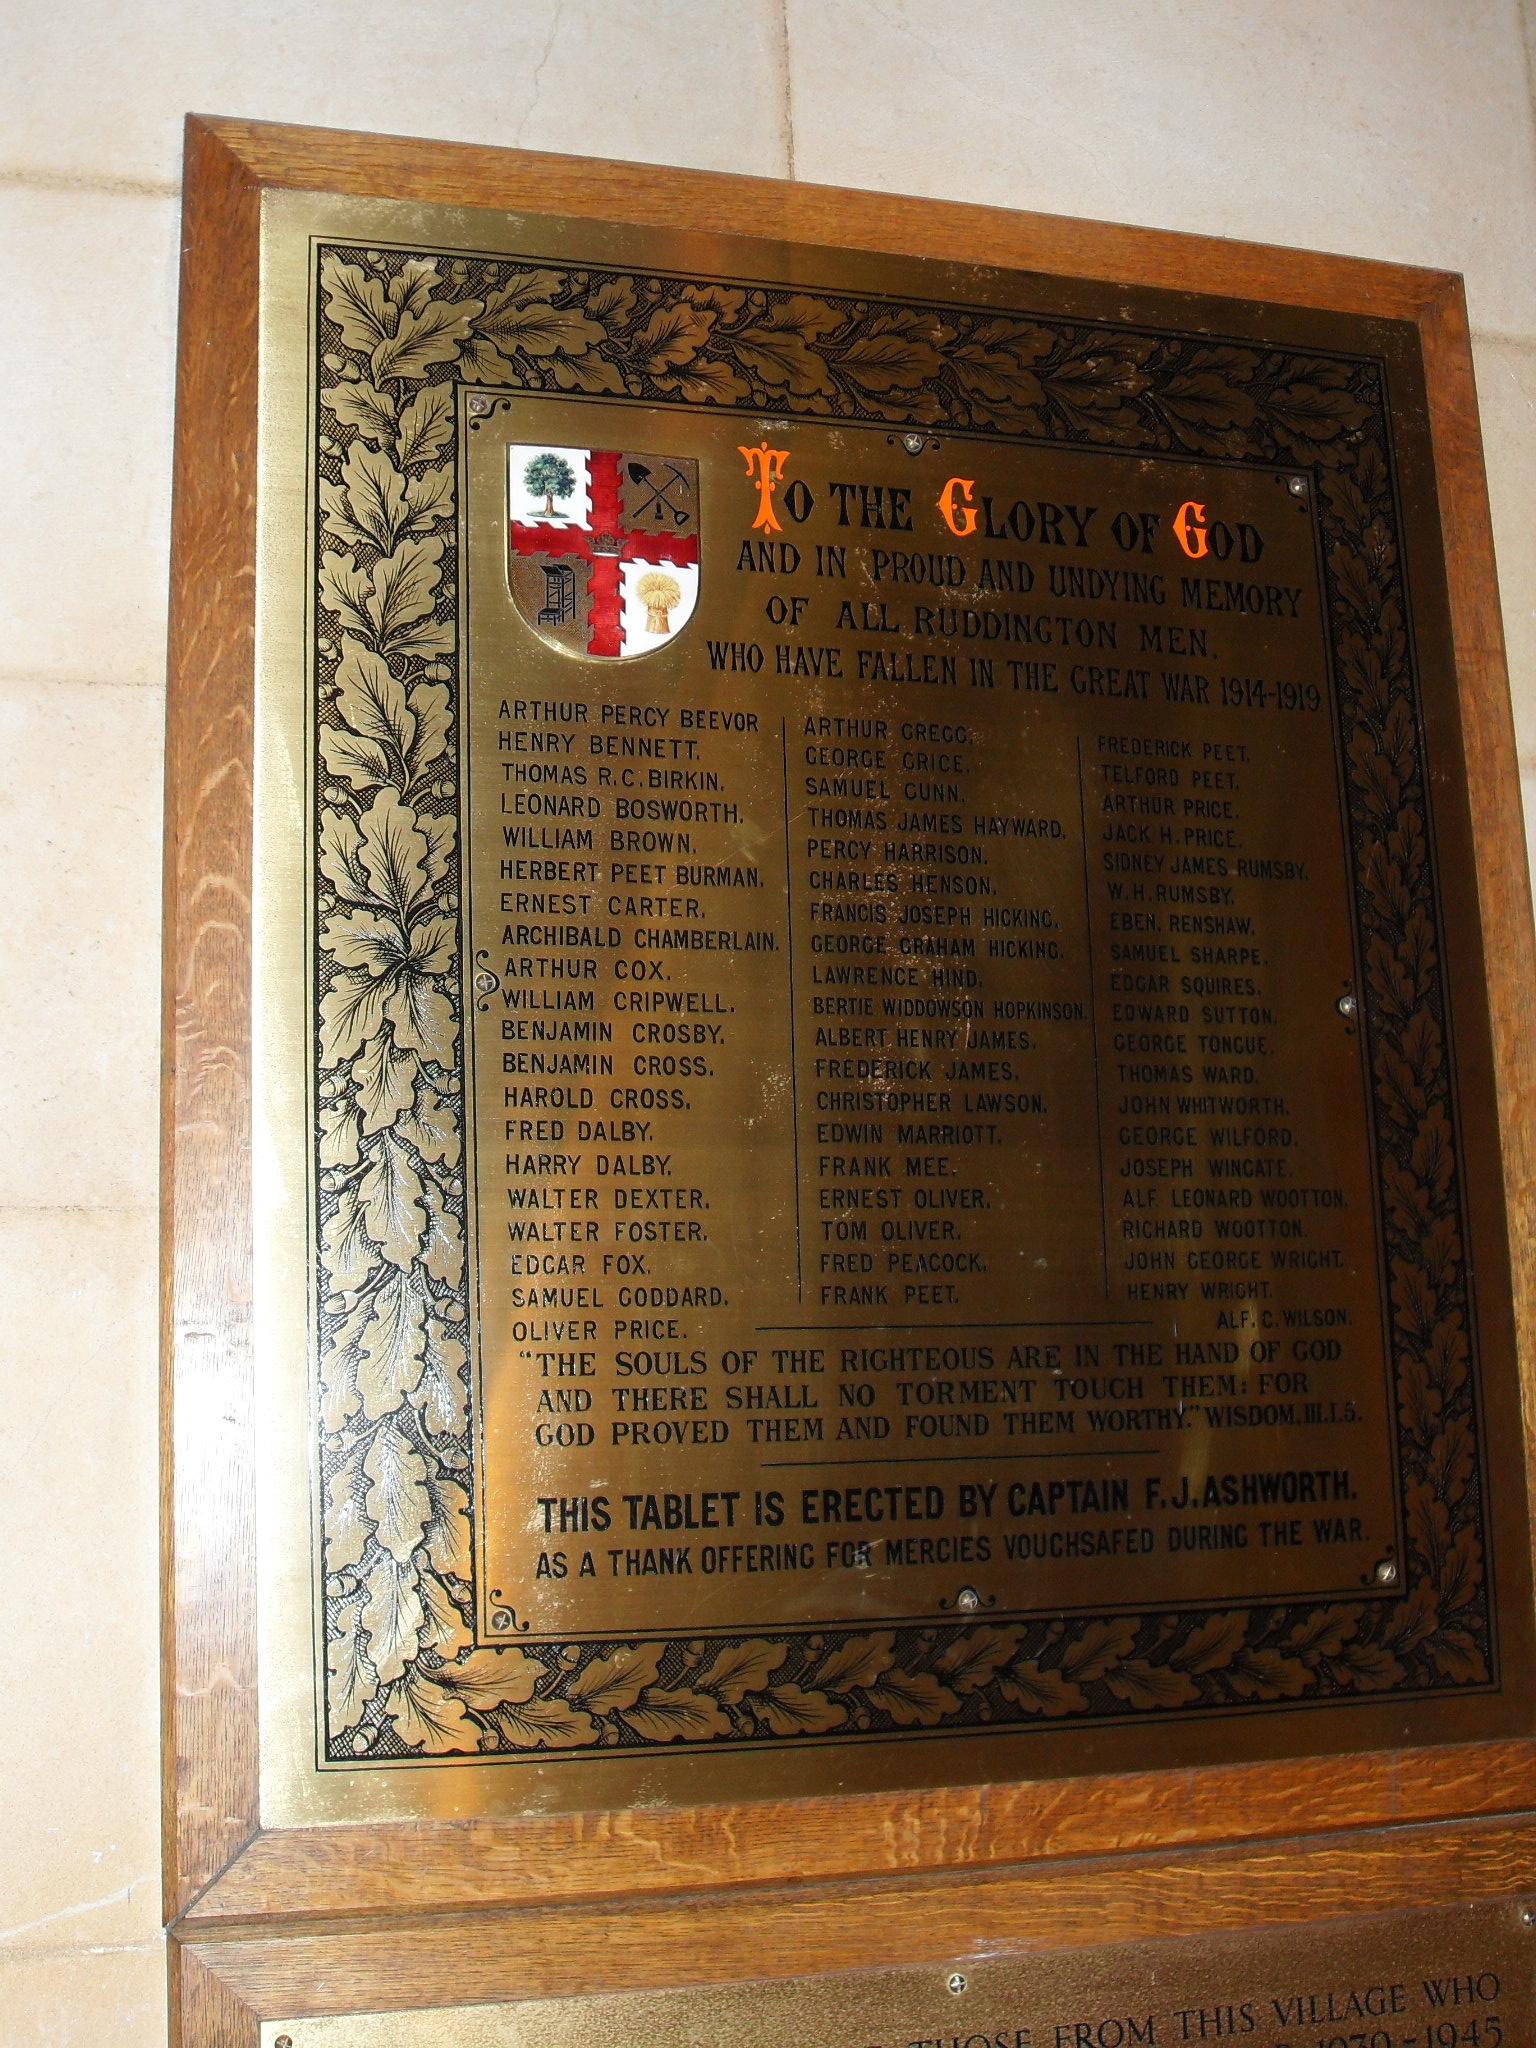 TO THE GLORY OF GOD
AND IN PROUD AND UNDYING MEMORY
OF ALL RUDDINGTON MEN.
WHO HAVE FALLEN IN THE GREAT WAR 1914-1919
ARTHUR PERCY BEEVOR
HENRY BENNETT.
THOMAS R.C. BIRKIN.
LEONARD BOSWORTH.
WILLIAM BROWN.
HERBERT PEET BURMAN.
ERNEST CARTER.
ARCHIBALD CHAMBERLAIN.
ARTHUR COX.
WILLIAM CRIPWELL.
BENJAMIN CROSBY.
BENJAMIN CROSS.
HAROLD CROSS.
FRED DALBY.
HARRY DALBY.
WALTER DEXTER.
WALTER FOSTER.
EDGAR FOX.
SAMUEL GODDARD.
OLIVER PRICE.
ARTHUR GREGG.
GEORGE GRICE.
SAMUEL GUNN.
THOMAS JAMES HAYWARD.
PERCY HARRISON.
CHARLES HENSON.
FRANCIS JOSEPH HICKING.
GEORGE GRAHAM HICKING.
LAWRENCE HIND.
BERTIE WIDDOWSON HOPKINSON.
ALBERT HENRY JAMES.
FREDERICK JAMES.
CHRISTOPHER LAWSON.
EDWIN MARRIOTT.
FRANK MEE.
ERNEST OLIVER.
TOM OLIVER.
FRED PEACOCK.
FRANK PEET.
FREDERICK PEET.
TELFORD PEET.
ARTHUR PRICE.
JACK H. PRICE.
SIDNEY JAMES RUMSBY.
W.H. RUMSBY.
EBEN. RENSHAW.
SAMUEL SHARPE.
EDGAR SQUIRES.
EDWARD SUTTON.
GEORGE TONGUE.
THOMAS WARD.
JOHN WHITWORTH.
GEORGE WILFORD.
JOSEPH WINGATE.
ALF. LEONARD WOOTTON.
RICHARD WOOTTON.
JOHN GEORGE WRIGHT.
HENRY WRIGHT.
ALF. C. WILSON.
"THE SOULS OF THE RIGHTEOUS ARE IN THE HAND OF GOD
AND THERE SHALL NO TORMENT TOUCH THEM: FOR
GOD PROVED THEM AND FOUND THEM WORTHY." WISDOM. III.I.5.
THIS TABLET IS ERECTED BY CAPTAIN F.J. ASHWORTH.
AS A THANK OFFERING FOR MERCIES VOUCHSAFED DURING THE WAR.
THOSE FROM THIS VILLAGE WHO
1939-1945